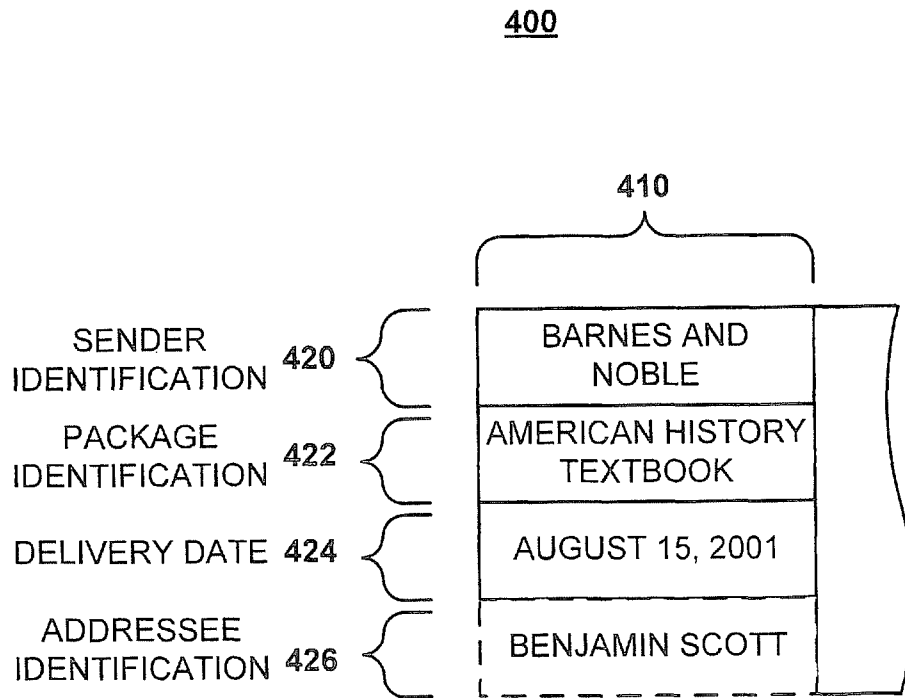 400
410
SENDER
IDENTIFICATION 420
BARNES AND
NOBLE
PACKAGE
IDENTIFICATION 422
AMERICAN HISTORY
TEXTBOOK
DELIVERY DATE 424
AUGUST 15, 2001
ADDRESSEE
IDENTIFICATION 426
BENJAMIN SCOTT